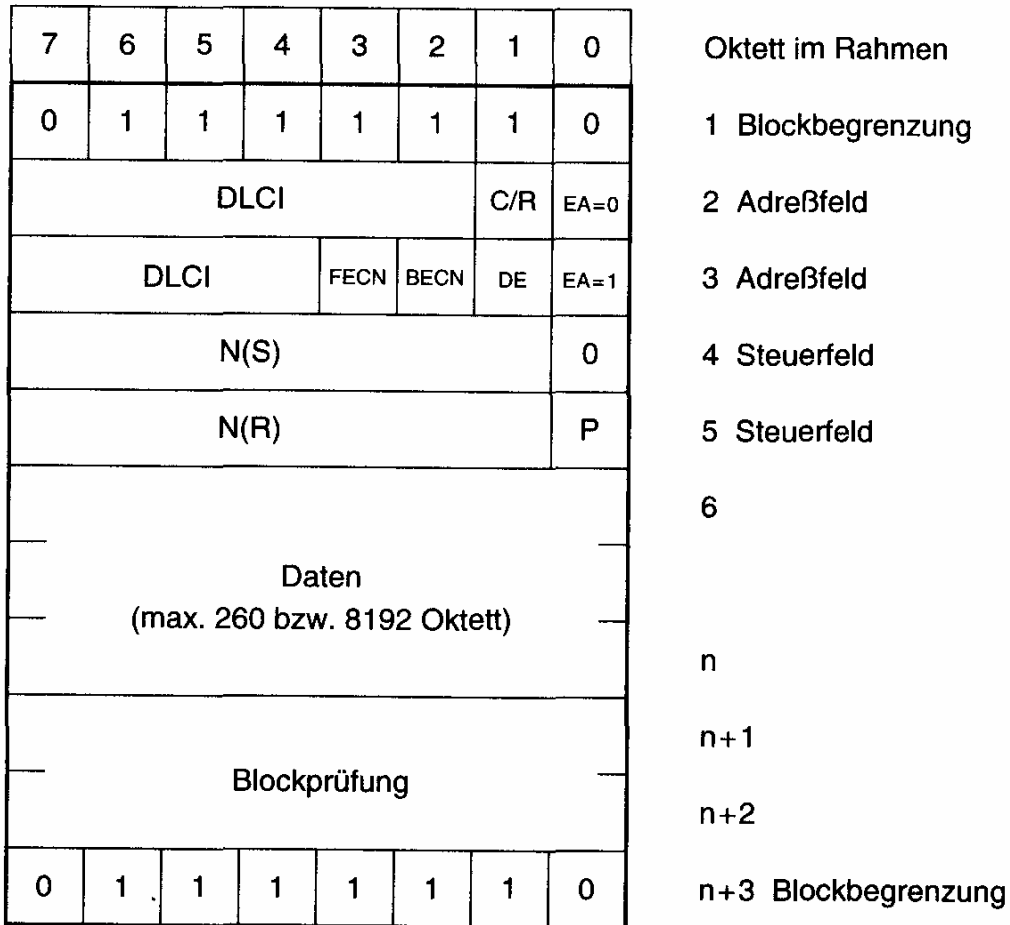 7 6 5 4 3 2 1 0 Oktett im Rahmen
0 1 1 1 1 1 1 0 1 Blockbegrenzung
DLCI C/R EA=0 2 Adreßfeld
DLCI FECN BECN DE EA=1 3 Adreßfeld
N(S) 0 4 Steuerfeld
N(R) P 5 Steuerfeld
6
Daten
(max. 260 bzw. 8192 Oktett)
n
n+1
Blockprüfung
n+2
0 1 1 1 1 1 1 0 n+3 Blockbegrenzung